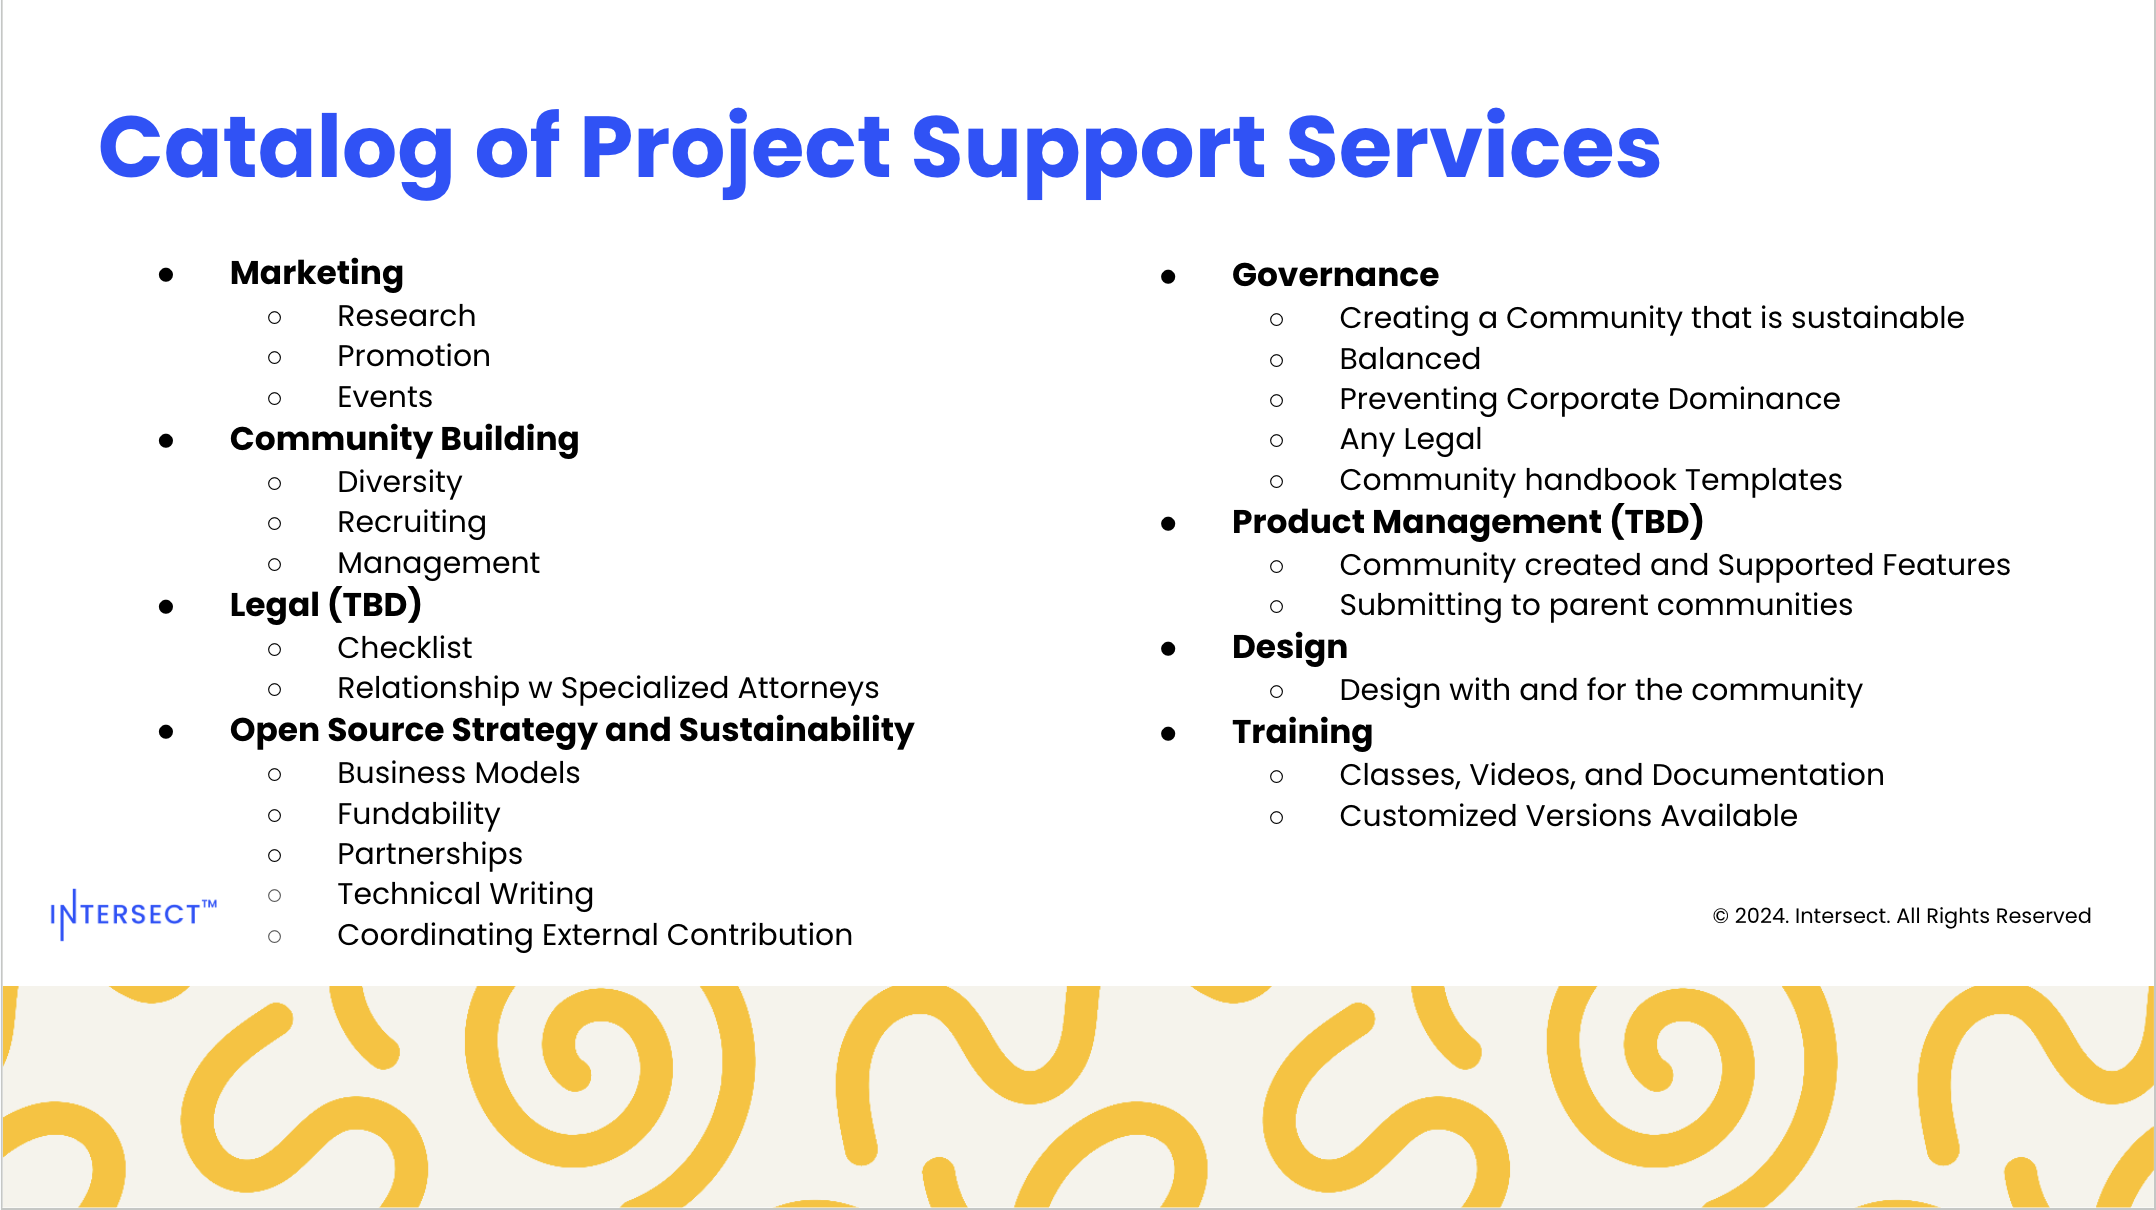 Catalog of Project Support Services
● Marketing
○ Research
○ Promotion
○ Events
● Community Building
○ Diversity
○ Recruiting
○ Management
● Legal (TBD)
○ Checklist
○ Relationship w Specialized Attorneys
● Open Source Strategy and Sustainability
○ Business Models
○ Fundability
○ Partnerships
○ Technical Writing
○ Coordinating External Contribution
● Governance
○ Creating a Community that is sustainable
○ Balanced
○ Preventing Corporate Dominance
○ Any Legal
○ Community handbook Templates
● Product Management (TBD)
○ Community created and Supported Features
○ Submitting to parent communities
● Design
○ Design with and for the community
● Training
○ Classes, Videos, and Documentation
○ Customized Versions Available
INTERSECT™
© 2024. Intersect. All Rights Reserved